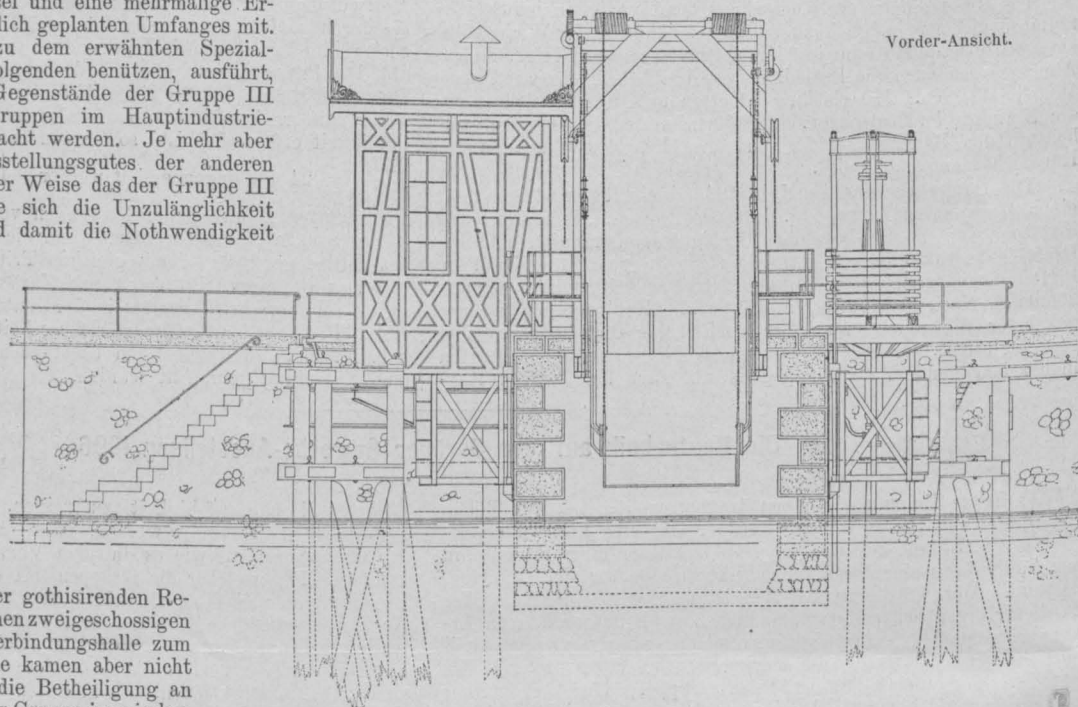 und eine mehrmalige Er-
lich geplanten Umfanges mit.
zu dem erwähnten Spezial-
olgenden benützen, ausführt,
Gegenstände der Gruppe III
ruppen im Hauptindustrie-
acht werden. Je mehr aber
sstellungsgutes der anderen
er Weise das der Gruppe III
e sich die Unzulänglichkeit
d damit die Nothwendigkeit
Vorder-Ansicht.
er gothisirenden Re-
nen zweigeschossigen
erbindungshalle zum
e kamen aber nicht
die Betheiligung an